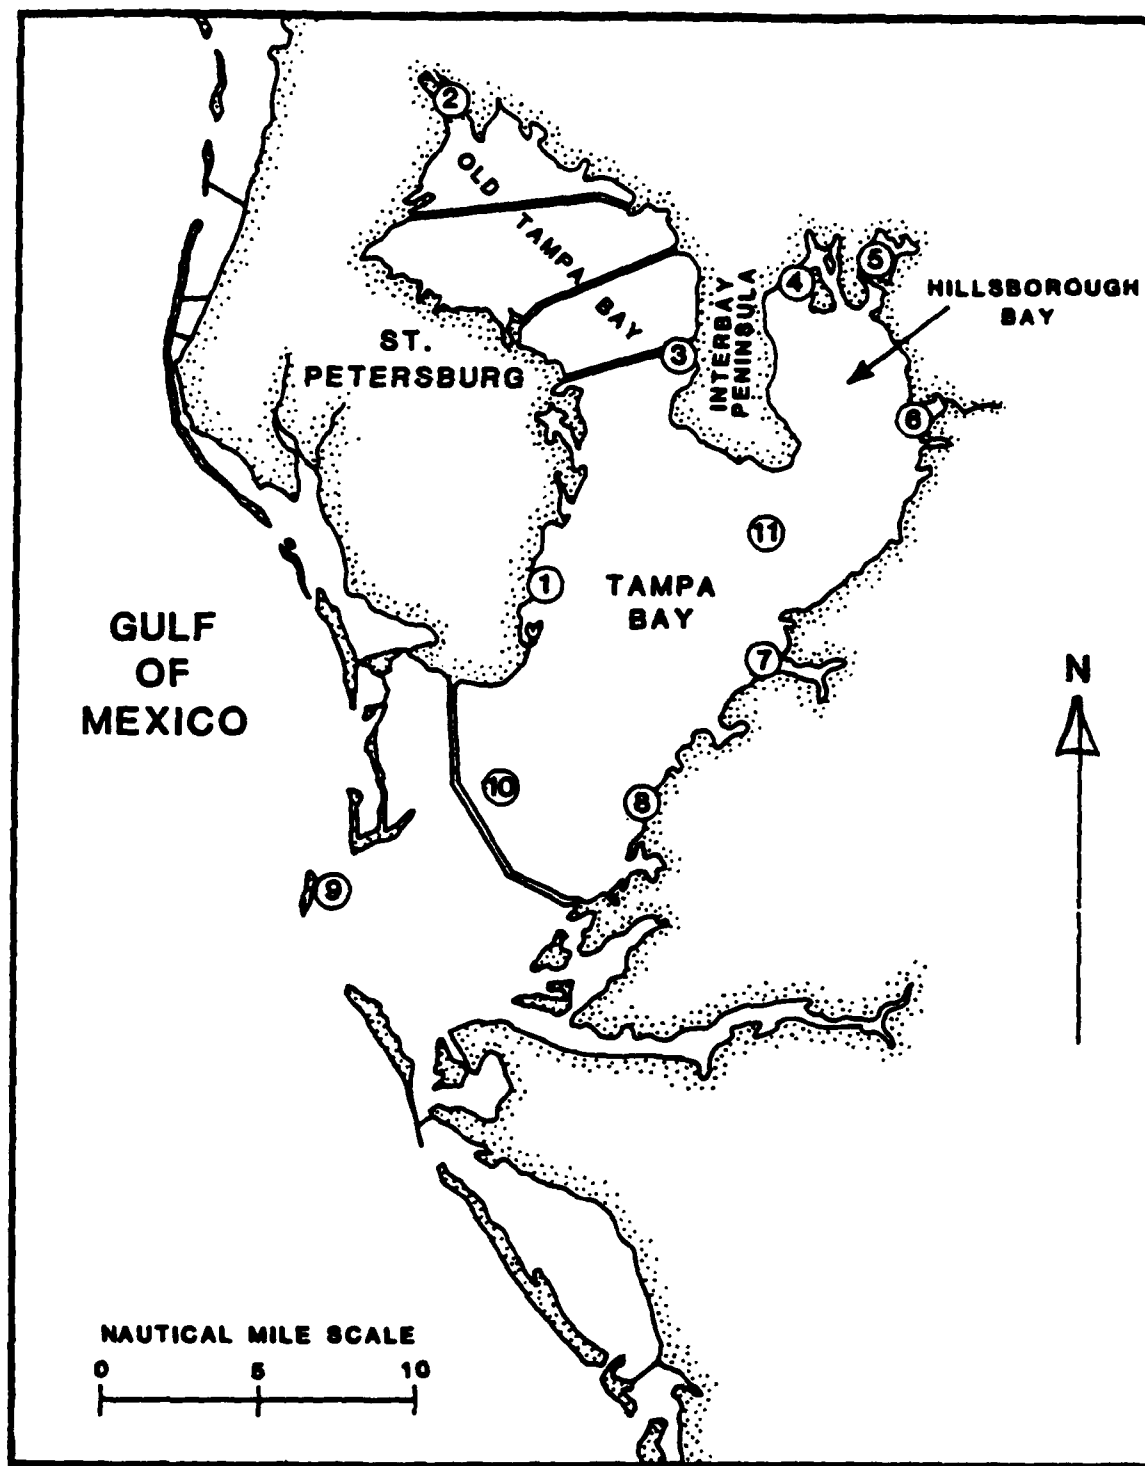 2
OLD
TAMPA
BAY
5
4
HILLSBOROUGH
BAY
ST.
PETERSBURG
3
INTERBAY
PENINSULA
6
11
1
TAMPA
BAY
GULF
OF
MEXICO
7
N
10
8
9
NAUTICAL MILE SCALE
0 5 10